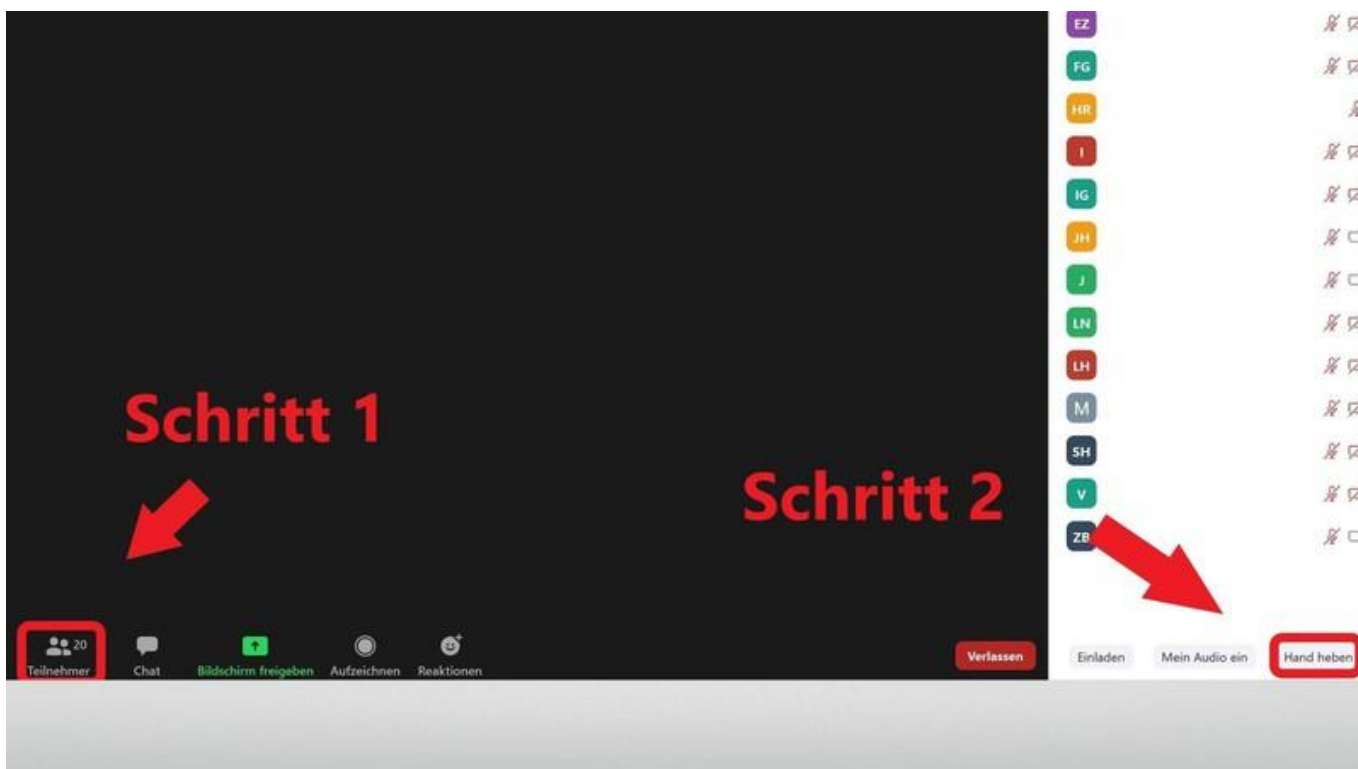 EZ
FG
HR
I
IG
JH
J
LN
LH
M
SH
V
ZB
Schritt 1
Schritt 2
20
Teilnehmer
Chat
Bildschirm freigeben
Aufzeichnen
Reaktionen
Verlassen
Einladen
Mein Audio ein
Hand heben